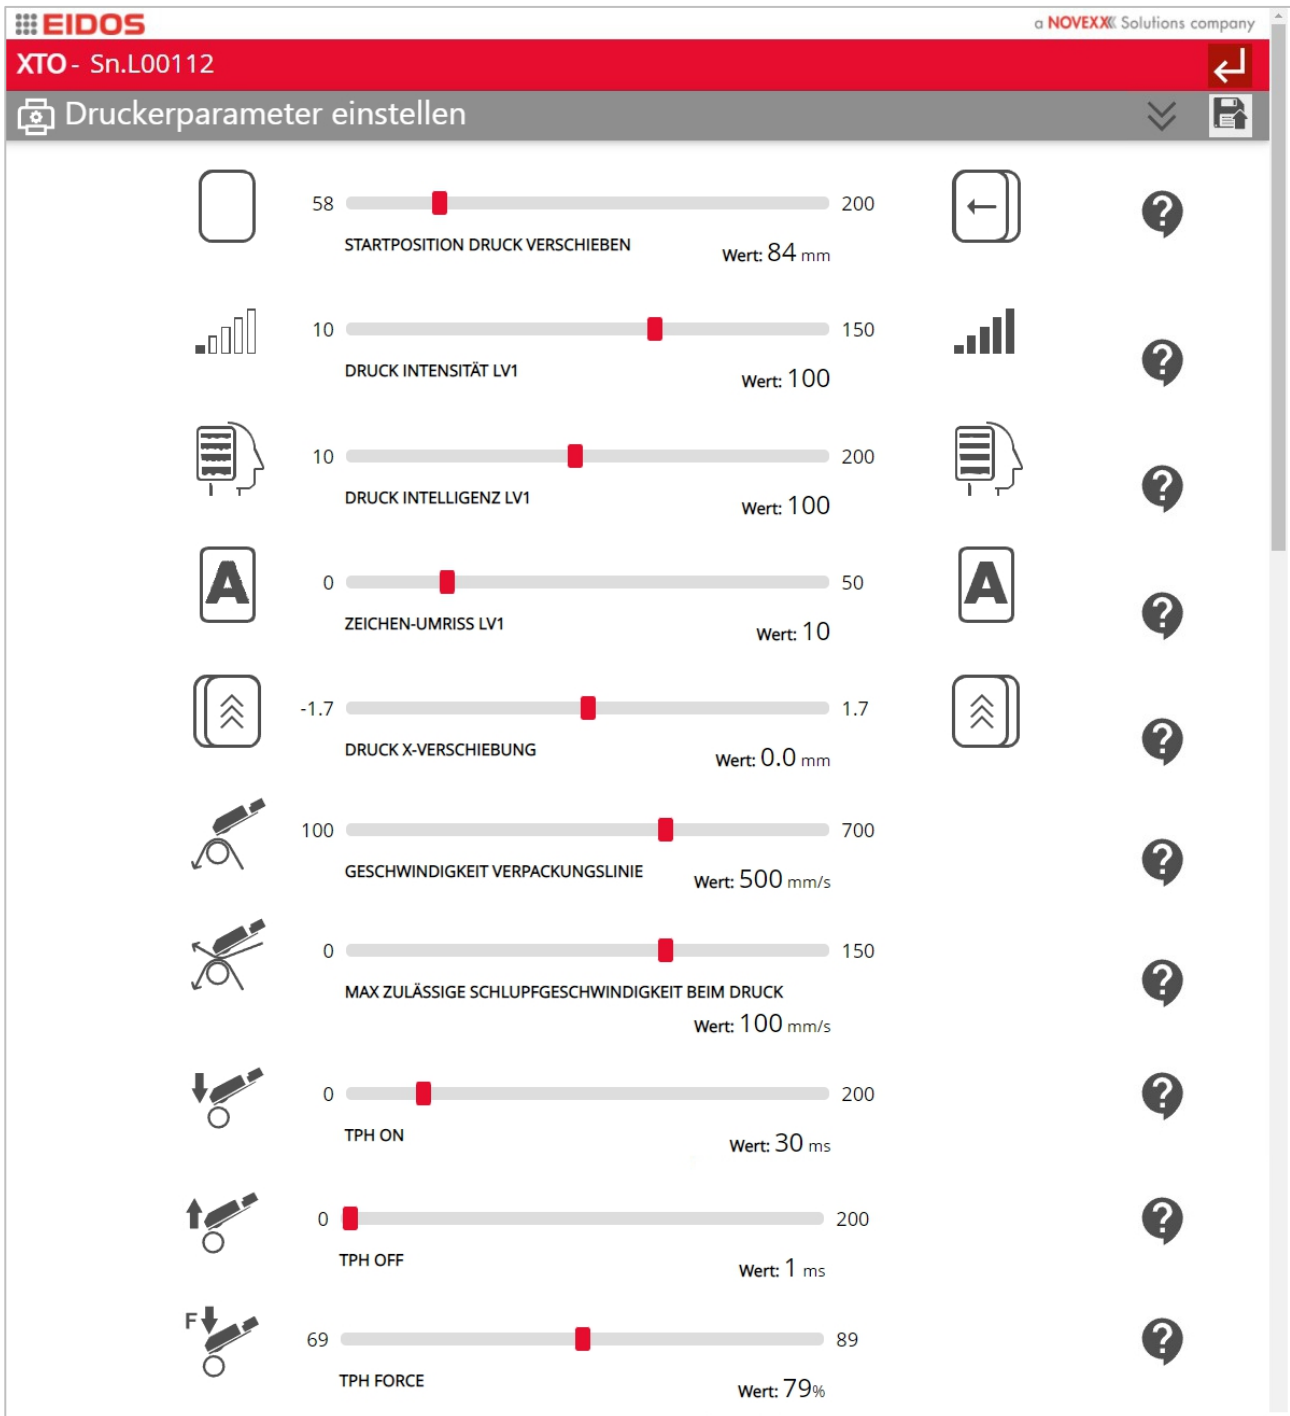 EIDOS
a NOVEXX Solutions company
XTO - Sn.L00112
Druckerparameter einstellen
58 200
STARTPOSITION DRUCK VERSCHIEBEN
Wert: 84 mm
10 150
DRUCK INTENSITÄT LV1
Wert: 100
10 200
DRUCK INTELLIGENZ LV1
Wert: 100
A 0 50 A
ZEICHEN-UMRISS LV1
Wert: 10
-1.7 1.7
DRUCK X-VERSCHIEBUNG
Wert: 0.0 mm
100 700
GESCHWINDIGKEIT VERPACKUNGSLINIE
Wert: 500 mm/s
0 150
MAX ZULÄSSIGE SCHLUPFGESCHWINDIGKEIT BEIM DRUCK
Wert: 100 mm/s
0 200
TPH ON
Wert: 30 ms
0 200
TPH OFF
Wert: 1 ms
F
69 89
TPH FORCE
Wert: 79%